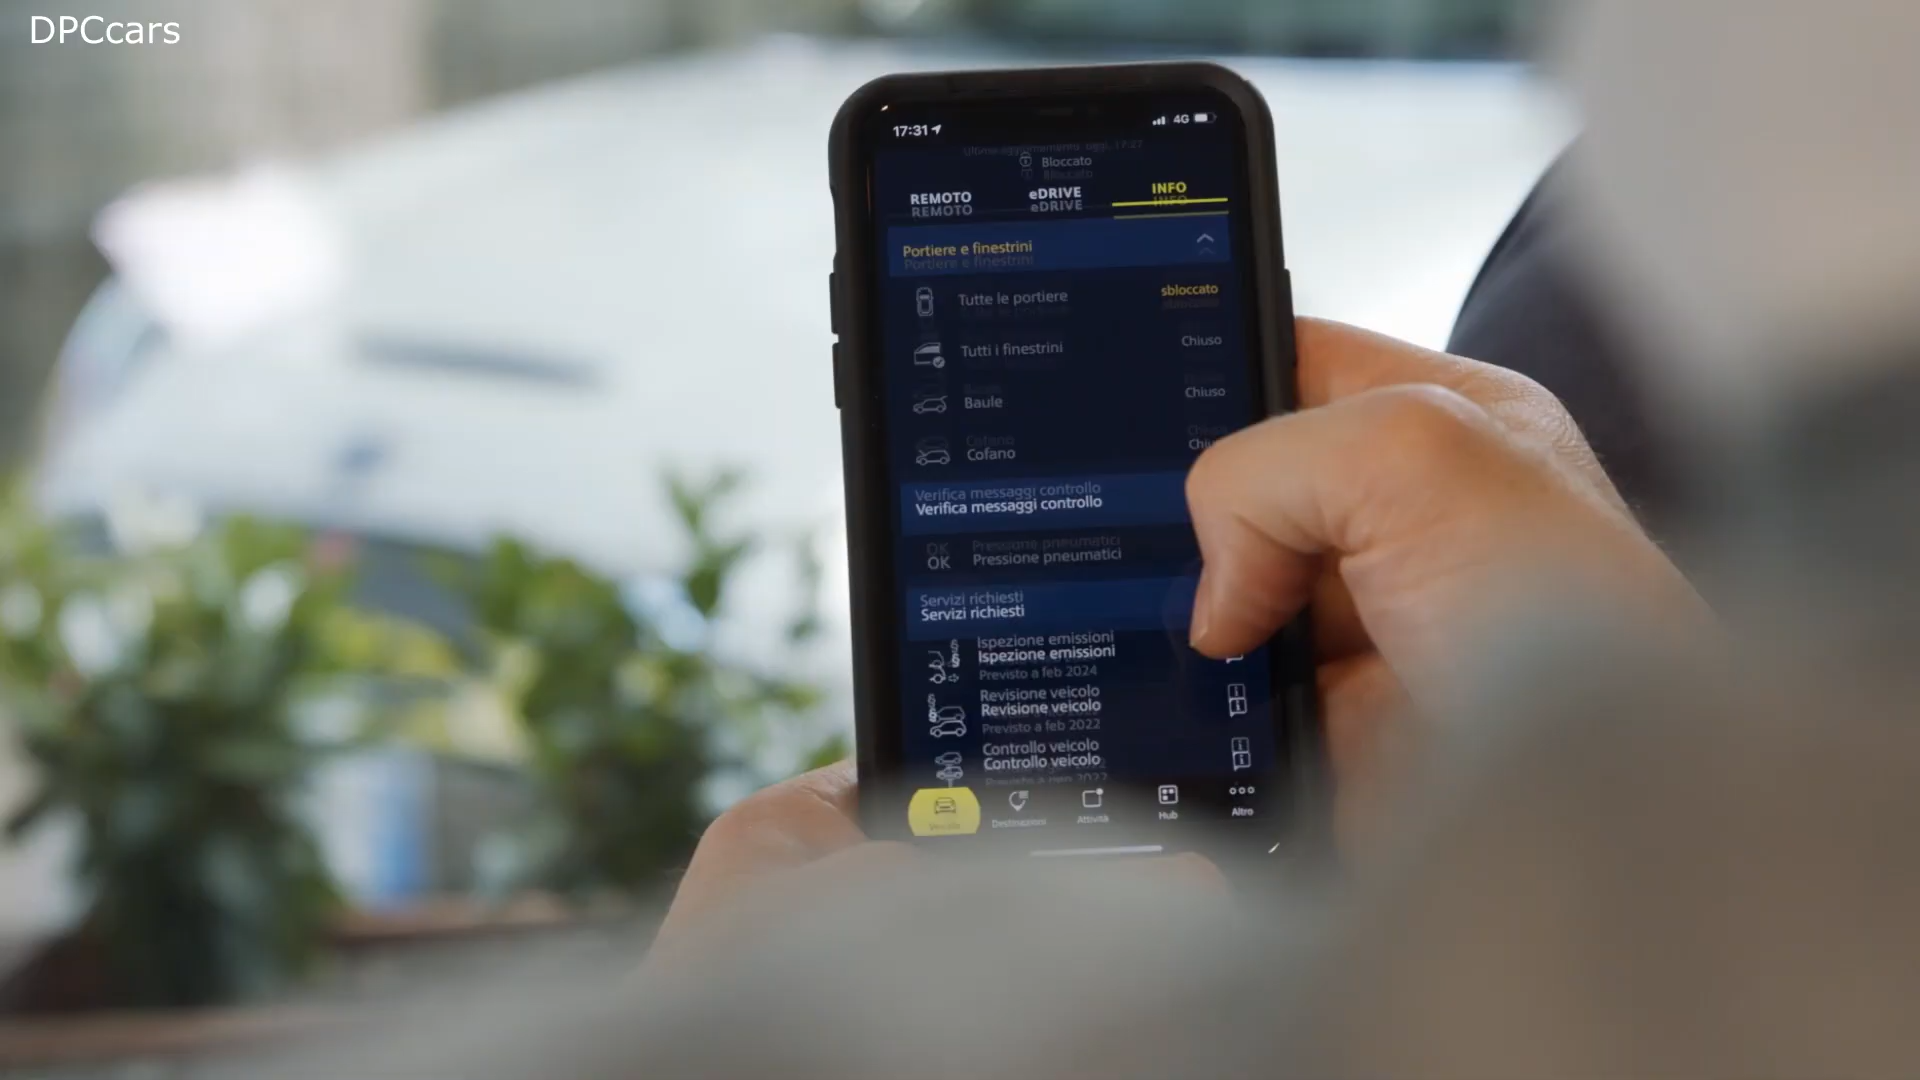 DPCcars
17:31
4G
Bloccato
REMOTO
eDRIVE
INFO
Portiere e finestrini
Tutte le portiere
sbloccato
Tutti i finestrini
Chiuso
Baule
Chiuso
Cofano
Verifica messaggi controllo
OK
Pressione pneumatici
Servizi richiesti
Ispezione emissioni
Previsto a feb 2024
Revisione veicolo
Previsto a feb 2022
Controllo veicolo
Destinazioni
Attività
Hub
Altro